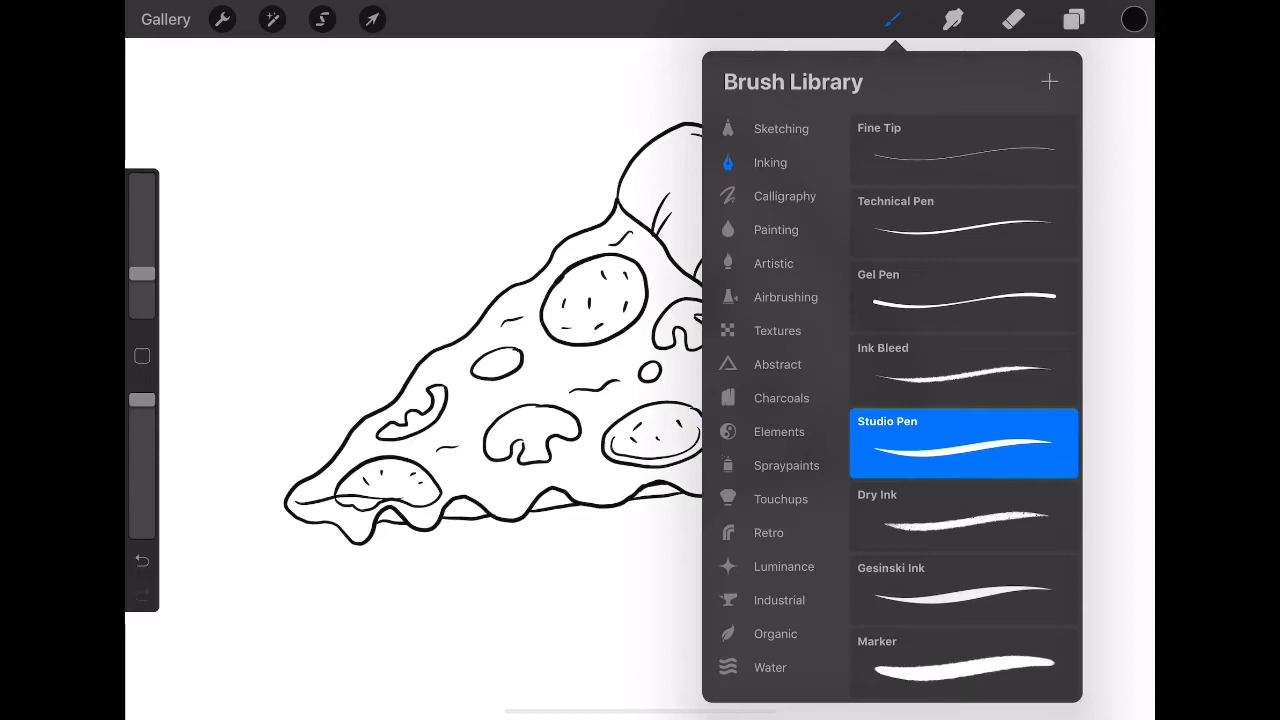 Gallery
Brush Library
Sketching
Inking
Calligraphy
Painting
Artistic
Airbrushing
Textures
Abstract
Charcoals
Elements
Spraypaints
Touchups
Retro
Luminance
Industrial
Organic
Water
Fine Tip
Technical Pen
Gel Pen
Ink Bleed
Studio Pen
Dry Ink
Gesinski Ink
Marker